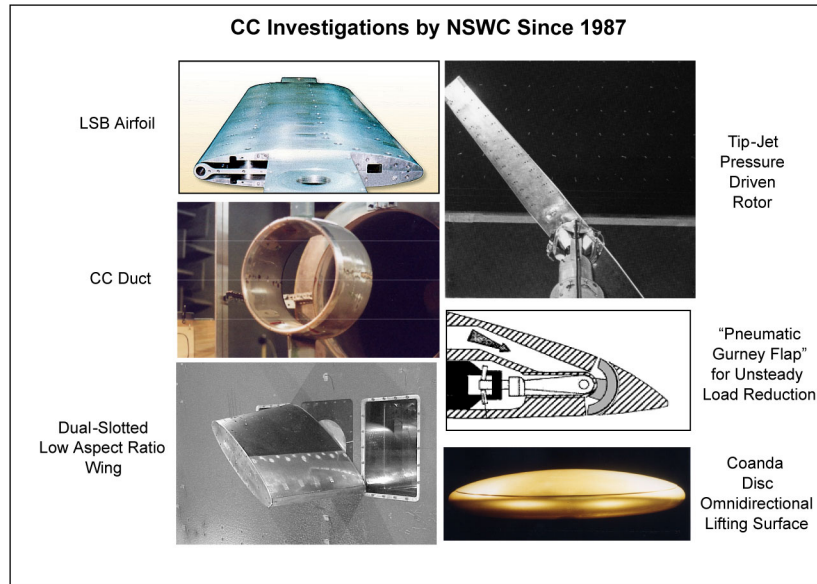 CC Investigations by NSWC Since 1987
LSB Airfoil
CC Duct
Dual-Slotted
Low Aspect Ratio
Wing
Tip-Jet
Pressure
Driven
Rotor
“Pneumatic
Gurney Flap”
for Unsteady
Load Reduction
Coanda
Disc
Omnidirectional
Lifting Surface